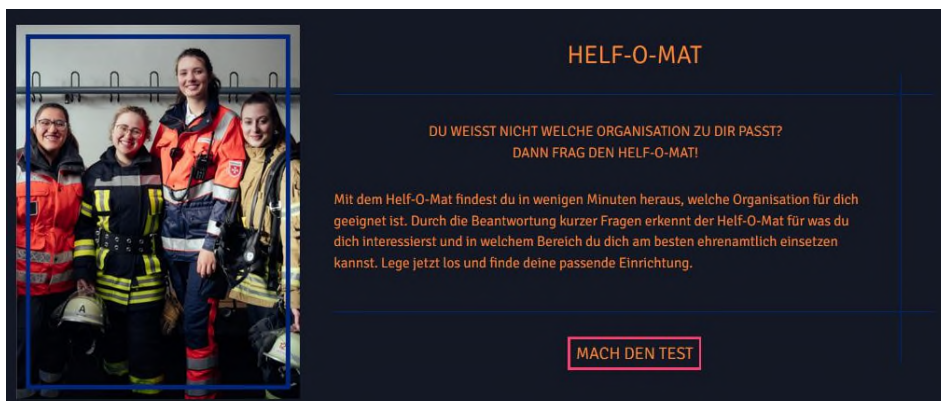 HELF-O-MAT
DU WEISST NICHT WELCHE ORGANISATION ZU DIR PASST?
DANN FRAG DEN HELF-O-MAT!
Mit dem Helf-O-Mat findest du in wenigen Minuten heraus, welche Organisation für dich
geeignet ist. Durch die Beantwortung kurzer Fragen erkennt der Helf-O-Mat für was du
dich interessierst und in welchem Bereich du dich am besten ehrenamtlich einsetzen
kannst. Lege jetzt los und finde deine passende Einrichtung.
MACH DEN TEST
A